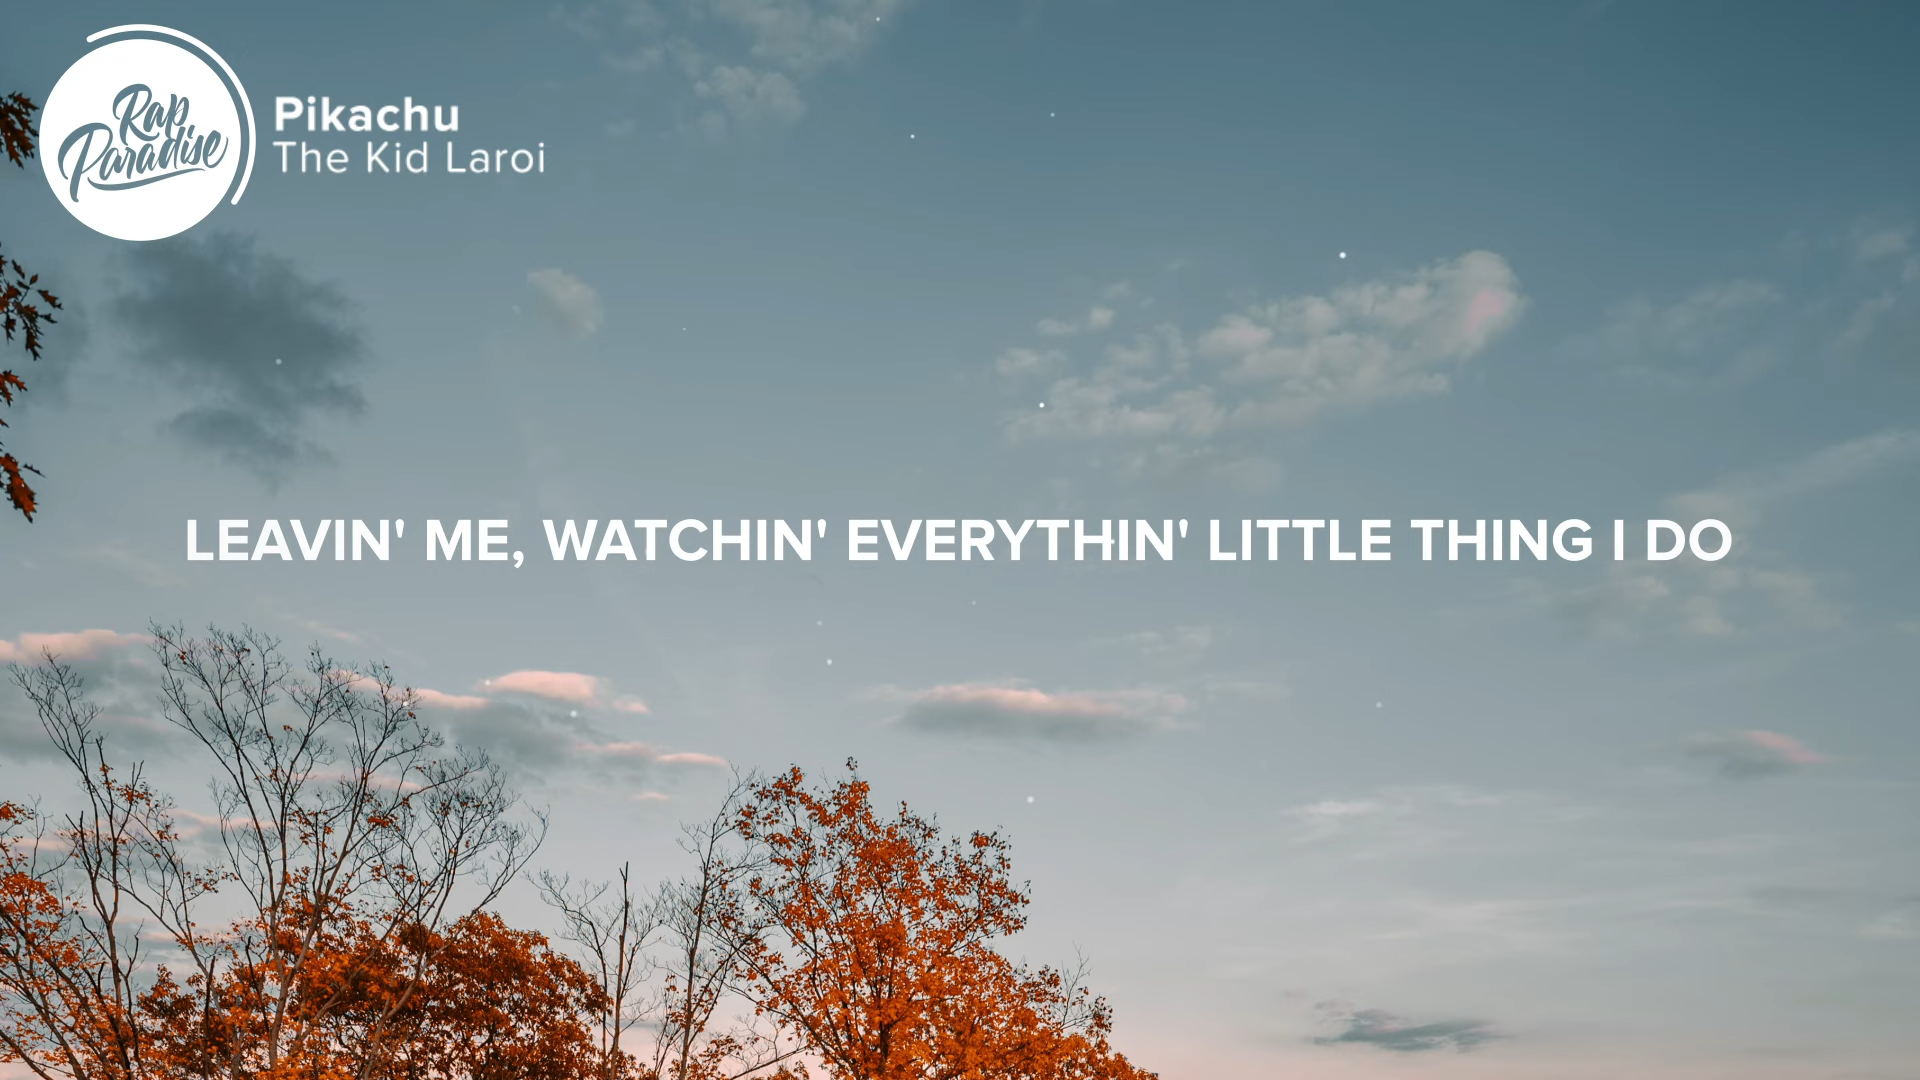 Rap
Paradise
Pikachu
The Kid Laroi
LEAVIN' ME, WATCHIN' EVERYTHIN' LITTLE THING I DO